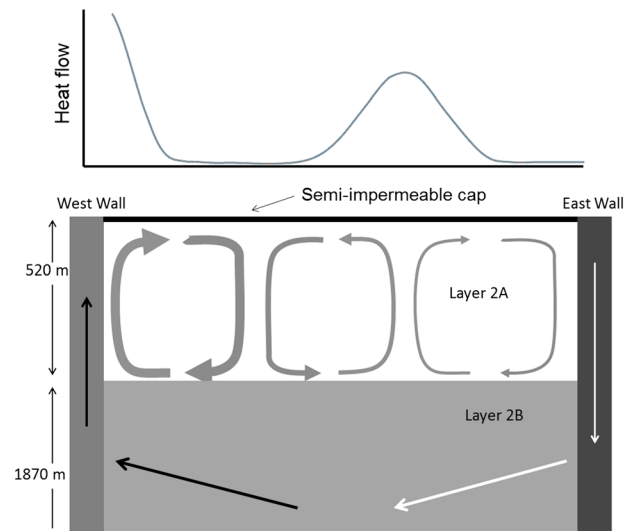 Heat flow
Semi-impermeable cap
West Wall
East Wall
520 m
Layer 2A
Layer 2B
1870 m